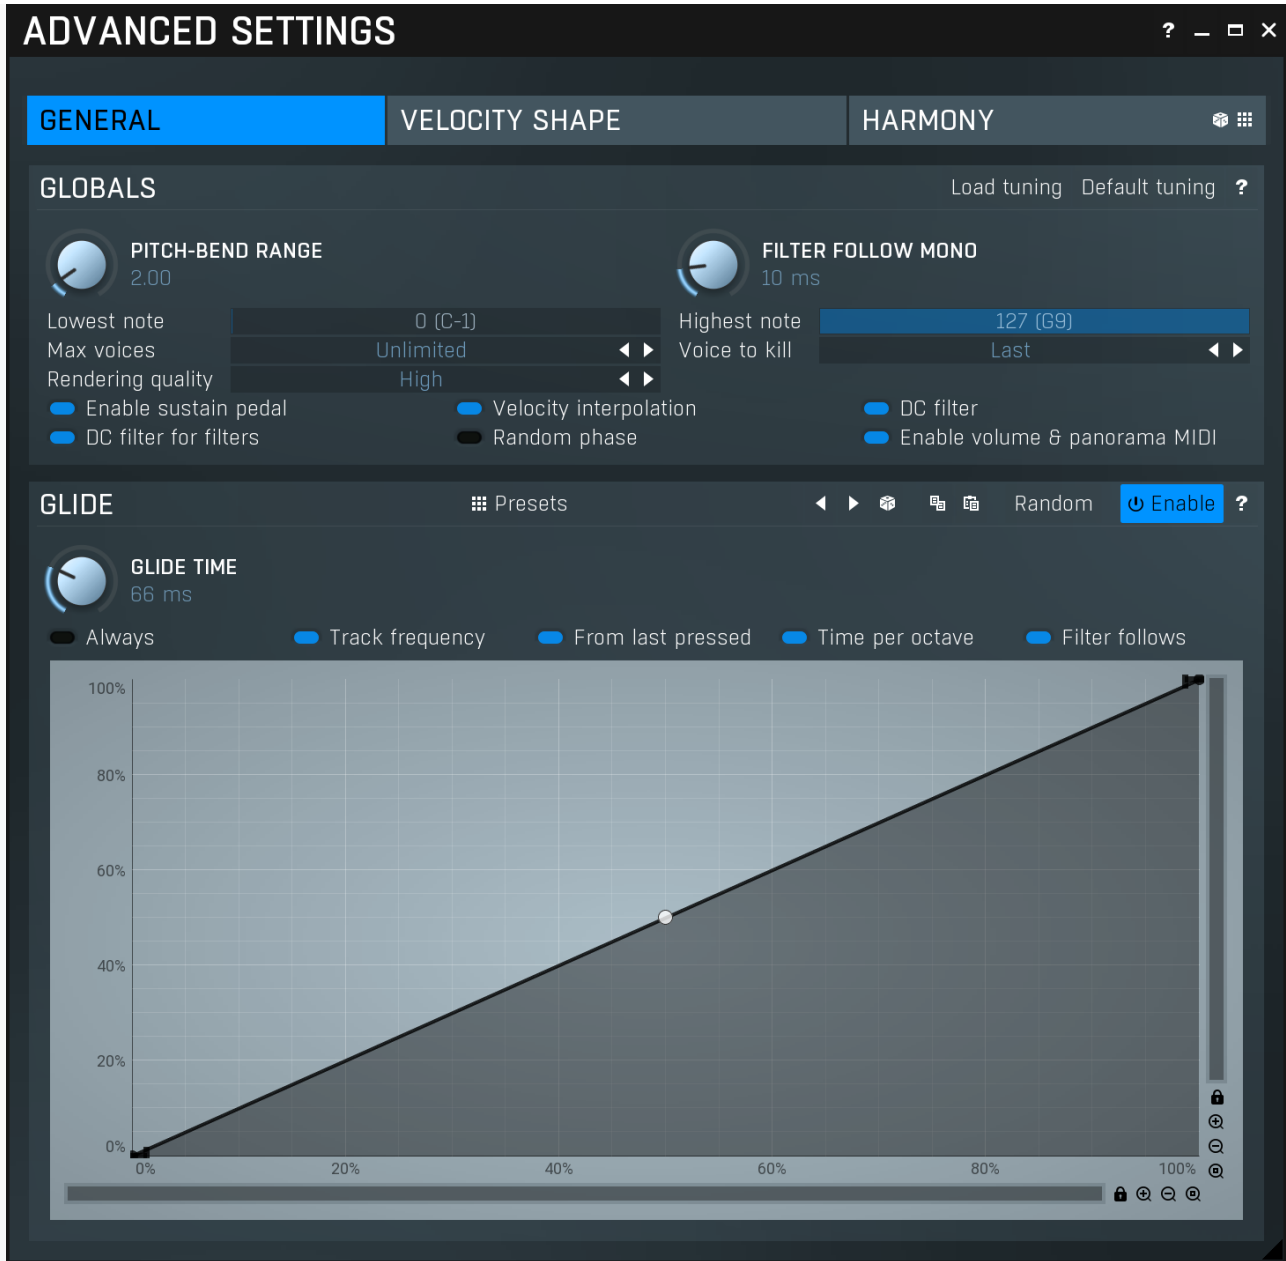 ADVANCED SETTINGS ?
GENERAL VELOCITY SHAPE HARMONY
GLOBALS Load tuning Default tuning ?
PITCH-BEND RANGE FILTER FOLLOW MONO
2.00 10 ms
Lowest note 0 (C-1) Highest note 127 (G9)
Max voices Unlimited Voice to kill Last
Rendering quality High
Enable sustain pedal Velocity interpolation DC filter
DC filter for filters Random phase Enable volume & panorama MIDI
GLIDE Presets Random Enable ?
GLIDE TIME
66 ms
Always Track frequency From last pressed Time per octave Filter follows
100%
80%
60%
40%
20%
0%
0% 20% 40% 60% 80% 100%